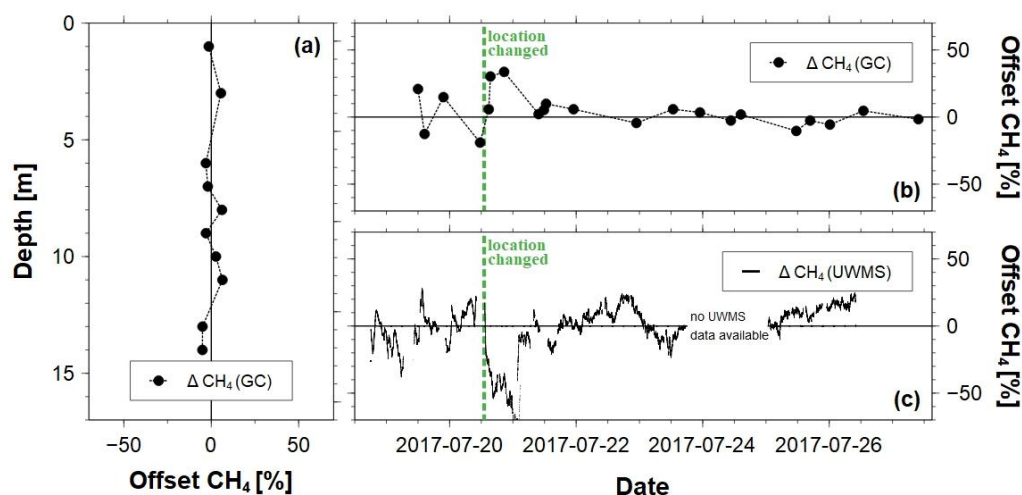 0
5
10
15
Depth [m]
(a)
Δ CH₄ (GC)
−50
0
50
Offset CH₄ [%]
location
changed
Δ CH₄ (GC)
(b)
50
0
−50
Offset CH₄ [%]
location
changed
Δ CH₄ (UWMS)
no UWMS
data available
(c)
50
0
−50
Offset CH₄ [%]
2017-07-20
2017-07-22
2017-07-24
2017-07-26
Date